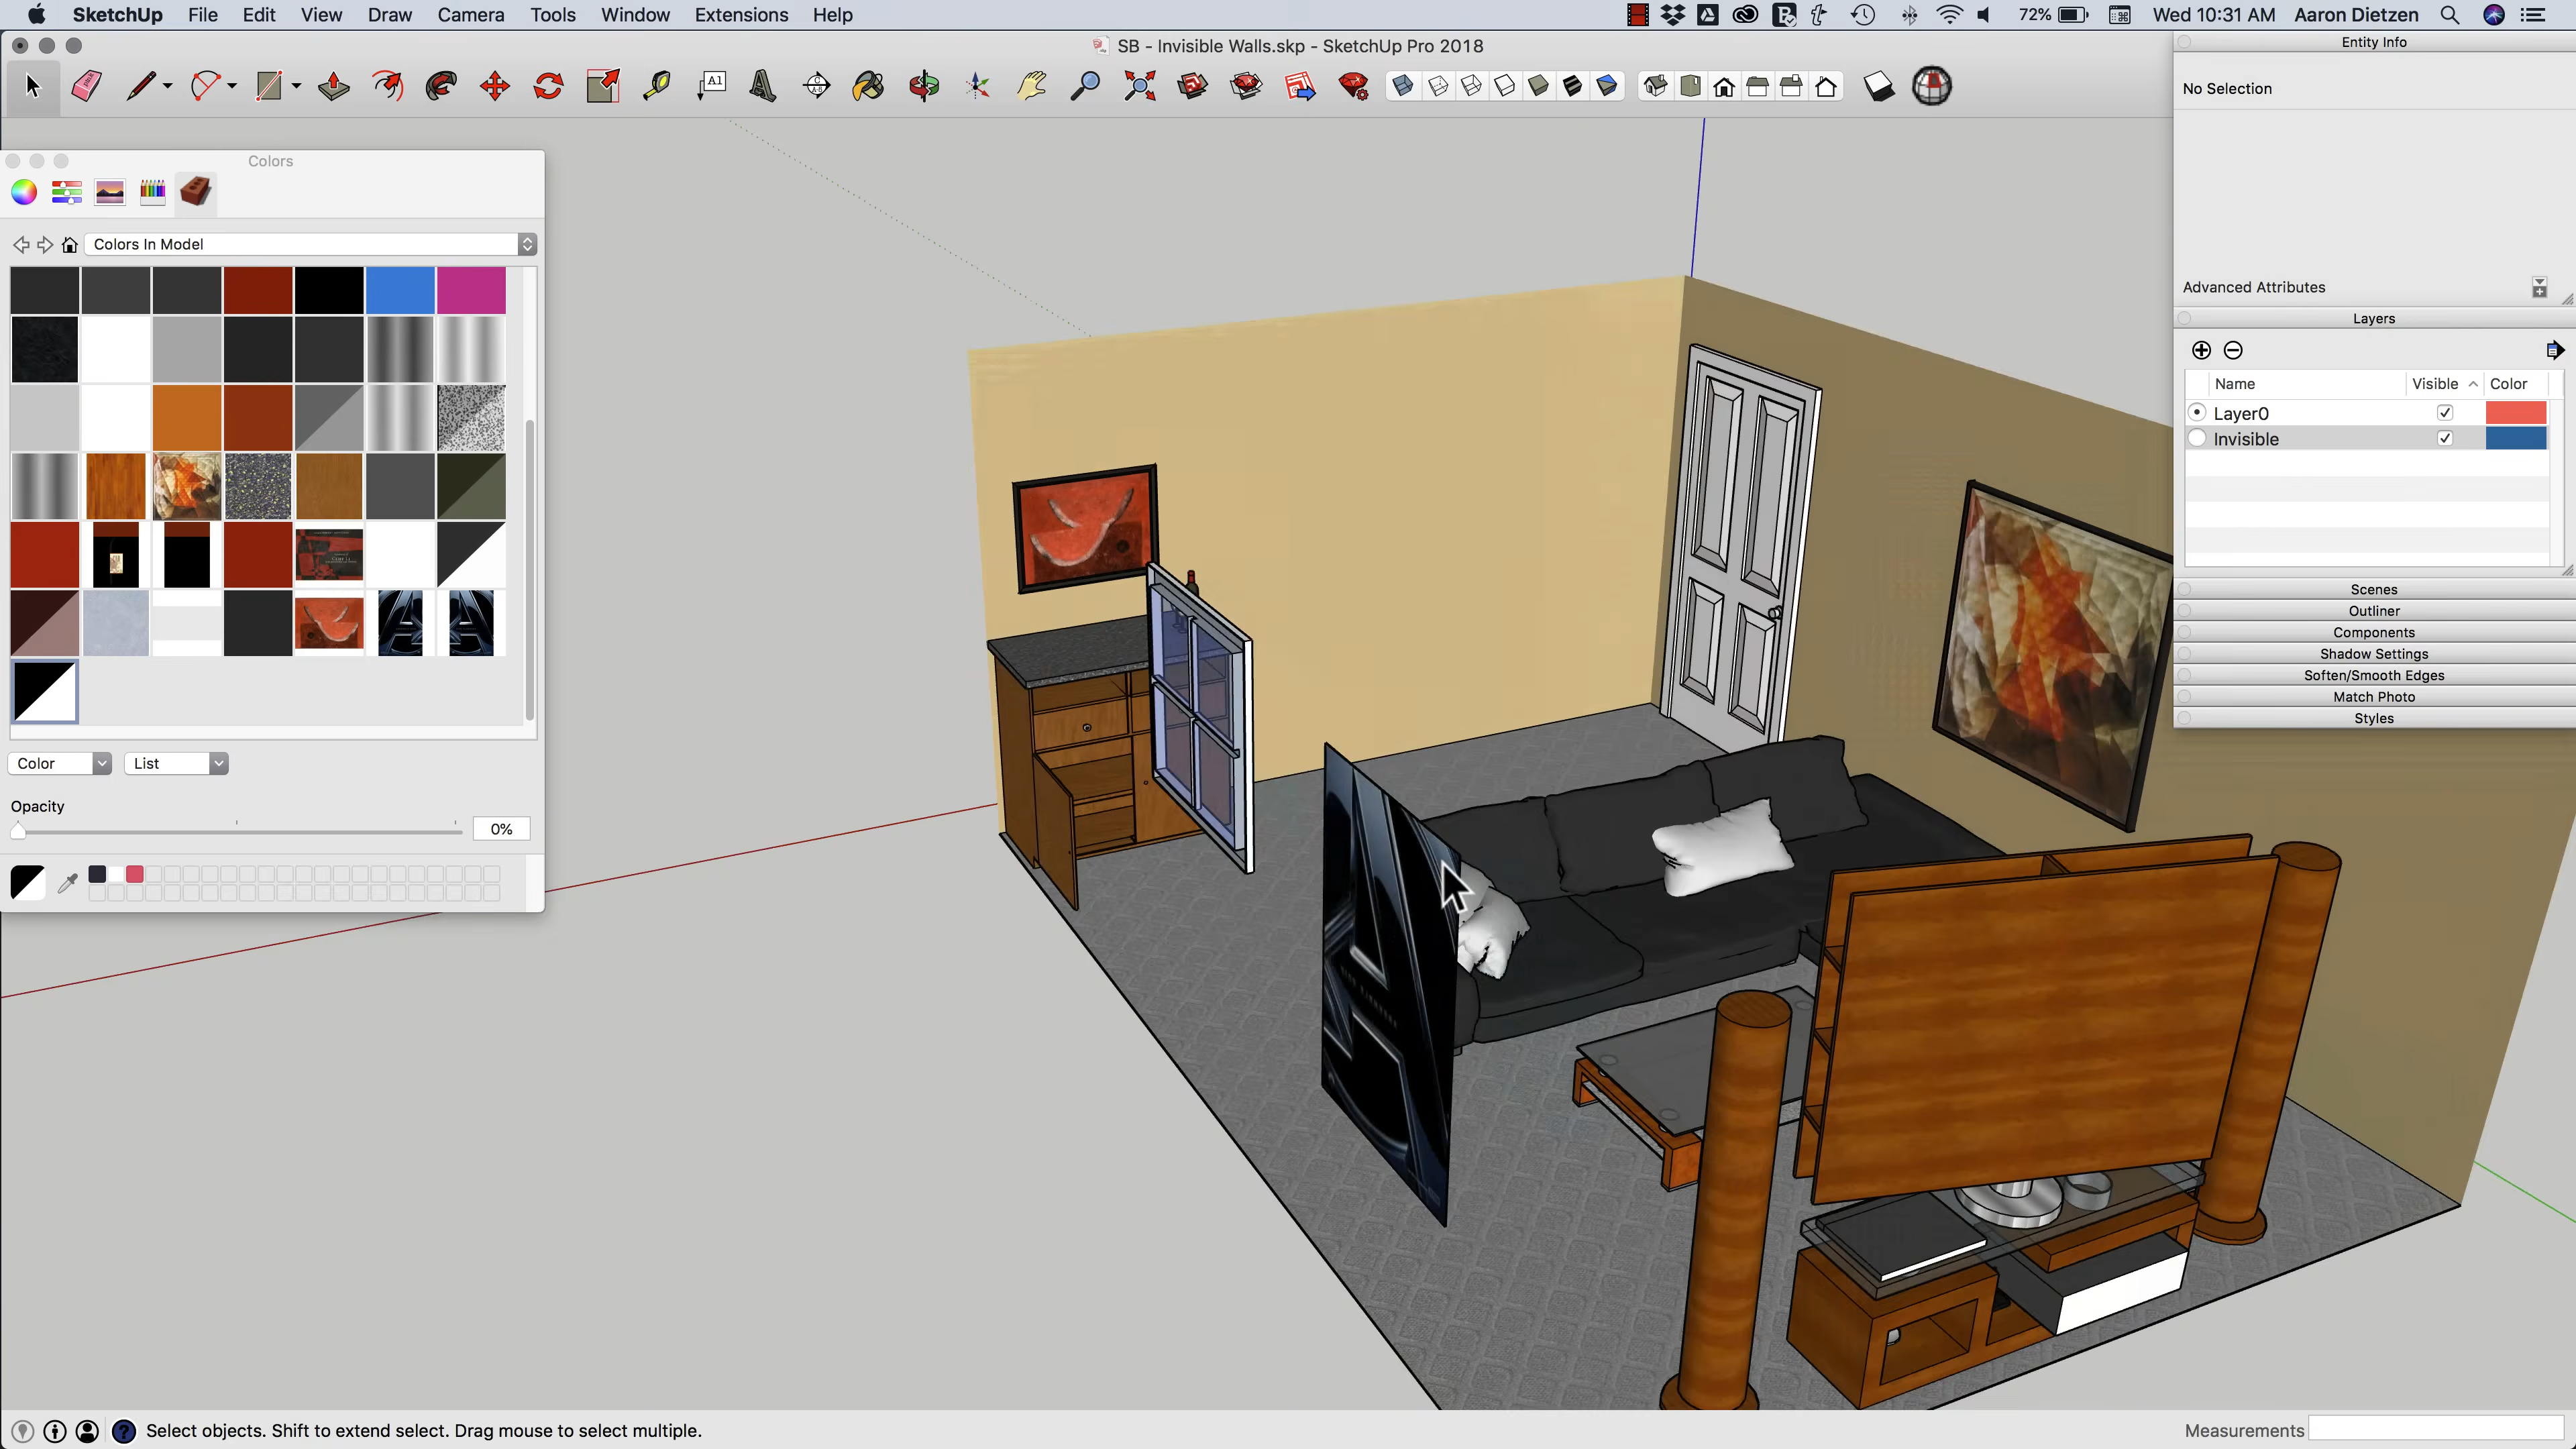 SketchUp File Edit View Draw Camera Tools Window Extensions Help 72% Wed 10:31 AM Aaron Dietzen
SB - Invisible Walls.skp - SketchUp Pro 2018
Entity Info
No Selection
Advanced Attributes
Layers
Name Visible Color
Layer0
Invisible
Scenes
Outliner
Components
Shadow Settings
Soften/Smooth Edges
Match Photo
Styles
Colors
Colors In Model
Color List
Opacity
0%
Select objects. Shift to extend select. Drag mouse to select multiple.
Measurements